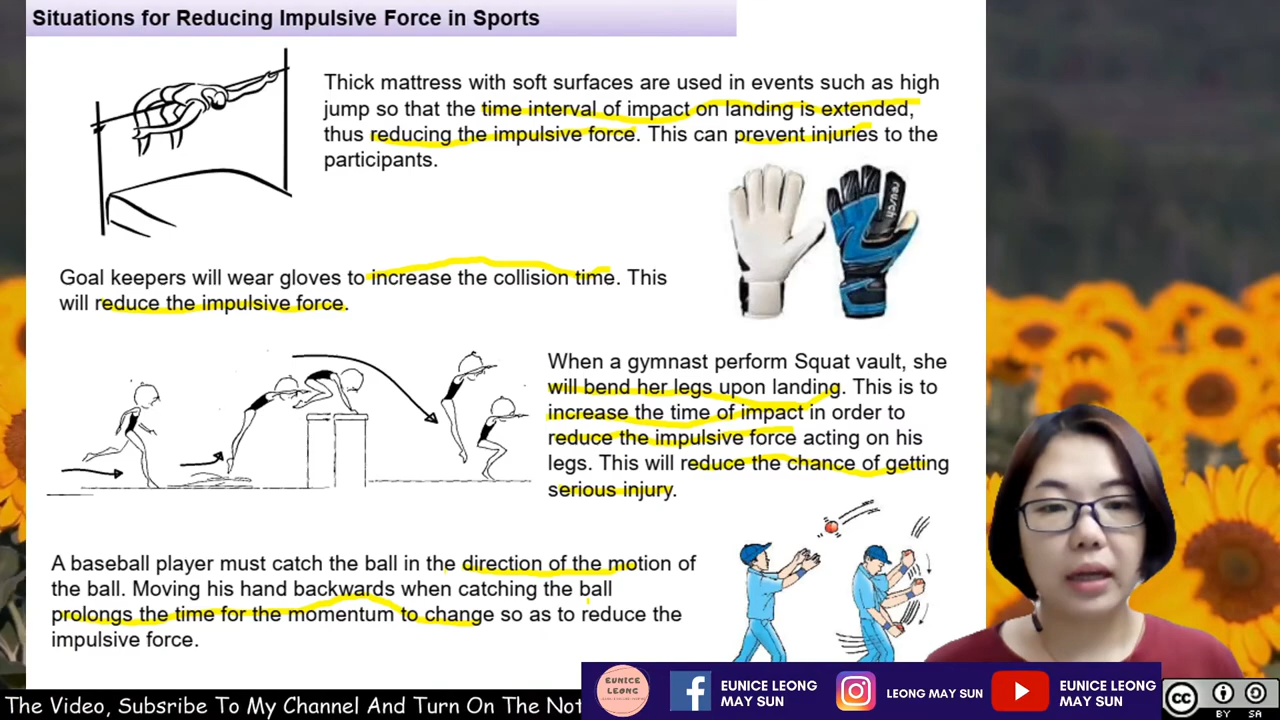 Situations for Reducing Impulsive Force in Sports
Thick mattress with soft surfaces are used in events such as high
jump so that the time interval of impact on landing is extended,
thus reducing the impulsive force. This can prevent injuries to the
participants.
reusch
Goal keepers will wear gloves to increase the collision time. This
will reduce the impulsive force.
When a gymnast perform Squat vault, she
will bend her legs upon landing. This is to
increase the time of impact in order to
reduce the impulsive force acting on his
legs. This will reduce the chance of getting
serious injury.
A baseball player must catch the ball in the direction of the motion of
the ball. Moving his hand backwards when catching the ball
prolongs the time for the momentum to change so as to reduce the
impulsive force.
EUNICE
LEONG
EUNICE LEONG
MAY SUN
LEONG MAY SUN
EUNICE LEONG
MAY SUN
cc
BY SA
The Video, Subsribe To My Channel And Turn On The Not